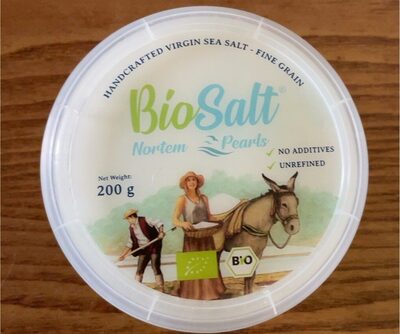 HANDCRAFTED VIRGIN SEA SALT - FINE GRAIN
BioSalt®
Nortem Pearls
NO ADDITIVES
UNREFINED
Net Weight:
200 g
BIO